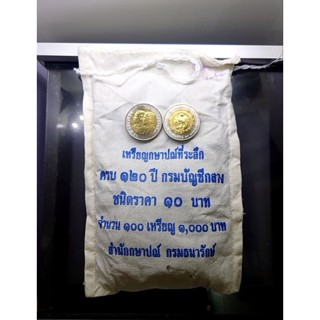 เหรียญกษาปณ์ที่ระลึก
ครบ ๑๒๐ ปี กรมบัญชีกลาง
ชนิดราคา ๑๐ บาท
จำนวน ๑๐๐ เหรียญ ๑,๐๐๐ บาท
สำนักกษาปณ์ กรมธนารักษ์